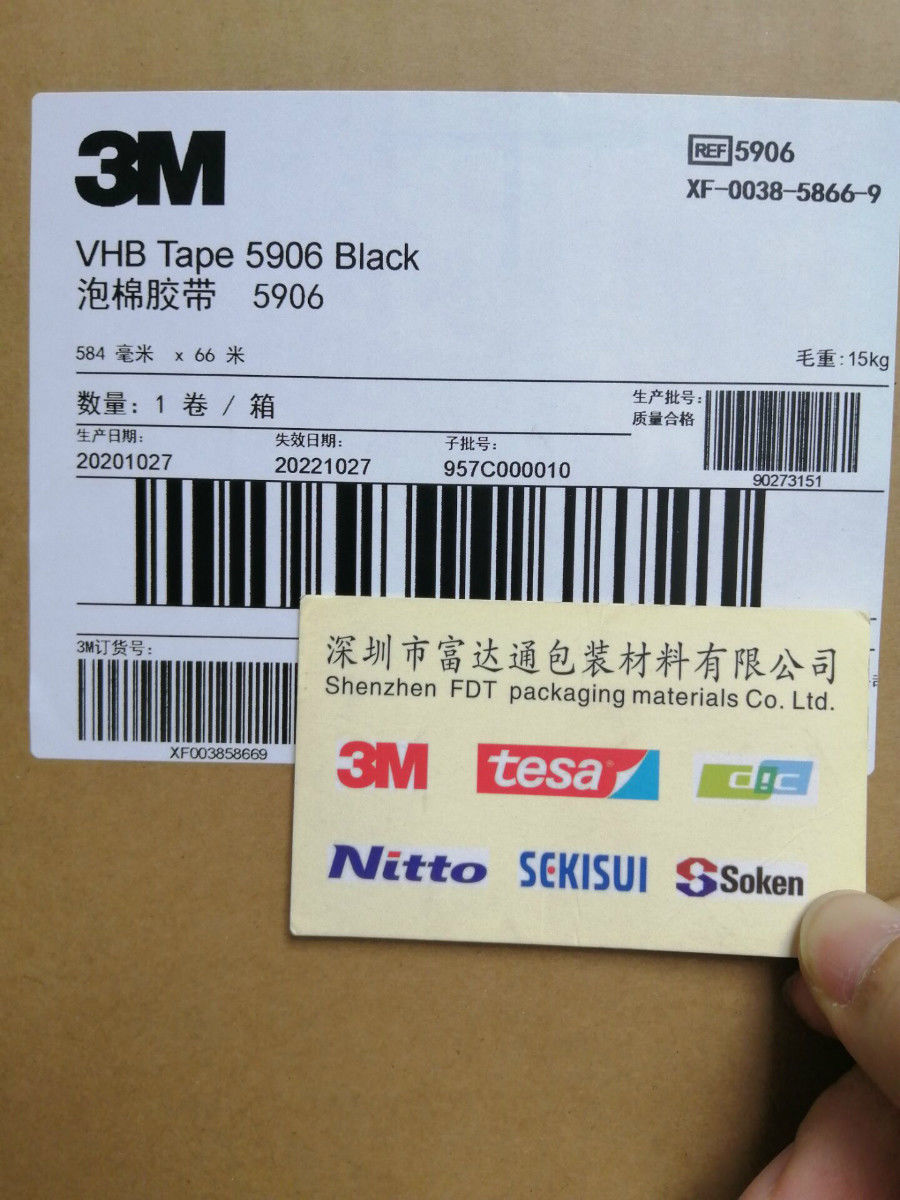 3M
REF 5906
XF-0038-5866-9
VHB Tape 5906 Black
泡棉胶带 5906
584 毫米 x 66 米
毛重:15kg
数量: 1 卷 / 箱
生产批号:
质量合格
90273151
生产日期:
失效日期:
子批号:
20201027
20221027
957C000010
3M订货号:
XF003858669
深圳市富达通包装材料有限公司
Shenzhen FDT packaging materials Co. Ltd.
3M
tesa®
dic
Nitto
SEKISUI
Soken